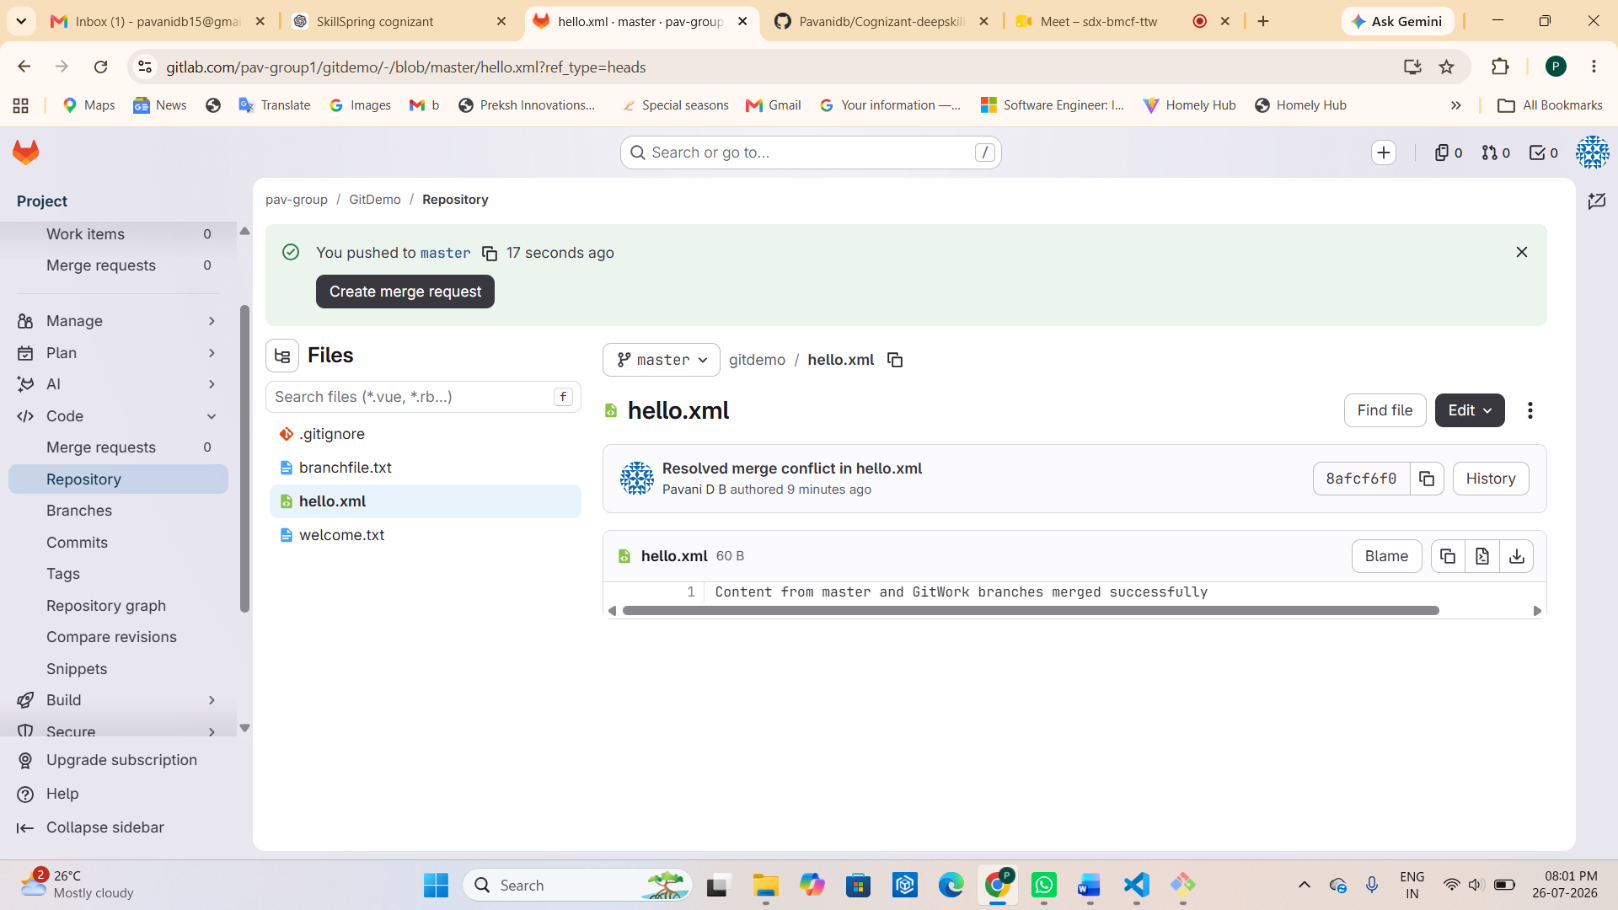 Inbox (1) - pavanidb15@gmai
SkillSpring cognizant
hello.xml · master · pav-group
Pavanidb/Cognizant-deepskil
Meet – sdx-bmcf-ttw
Ask Gemini
gitlab.com/pav-group1/gitdemo/-/blob/master/hello.xml?ref_type=heads
P
Maps
News
Translate
Images
b
Preksh Innovations...
Special seasons
Gmail
Your information —...
Software Engineer: I...
Homely Hub
Homely Hub
»
All Bookmarks
Search or go to...
/
0
0
0
Project
Work items 0
Merge requests 0
Manage
Plan
AI
Code
Merge requests 0
Repository
Branches
Commits
Tags
Repository graph
Compare revisions
Snippets
Build
Secure
Upgrade subscription
Help
Collapse sidebar
pav-group / GitDemo / Repository
You pushed to master 17 seconds ago
Create merge request
Files
Search files (*.vue, *.rb...) f
.gitignore
branchfile.txt
hello.xml
welcome.txt
master
gitdemo / hello.xml
hello.xml
Find file
Edit
Resolved merge conflict in hello.xml
Pavani D B authored 9 minutes ago
8afcf6f0
History
hello.xml 60 B
Blame
1 Content from master and GitWork branches merged successfully
2
26°C
Mostly cloudy
Search
P
ENG
IN
08:01 PM
26-07-2026